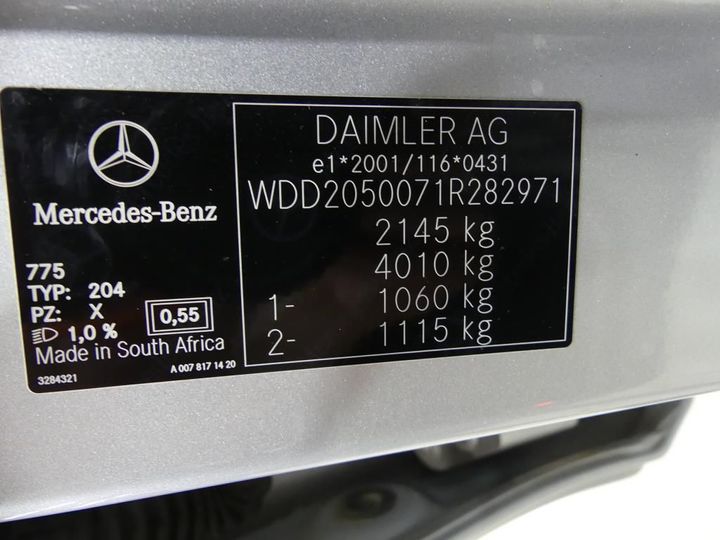 Mercedes-Benz
775
TYP: 204
PZ: X
1,0 %
0,55
Made in South Africa
3284321
A 007 817 14 20
DAIMLER AG
e1*2001/116*0431
WDD2050071R282971
2145 kg
4010 kg
1- 1060 kg
2- 1115 kg